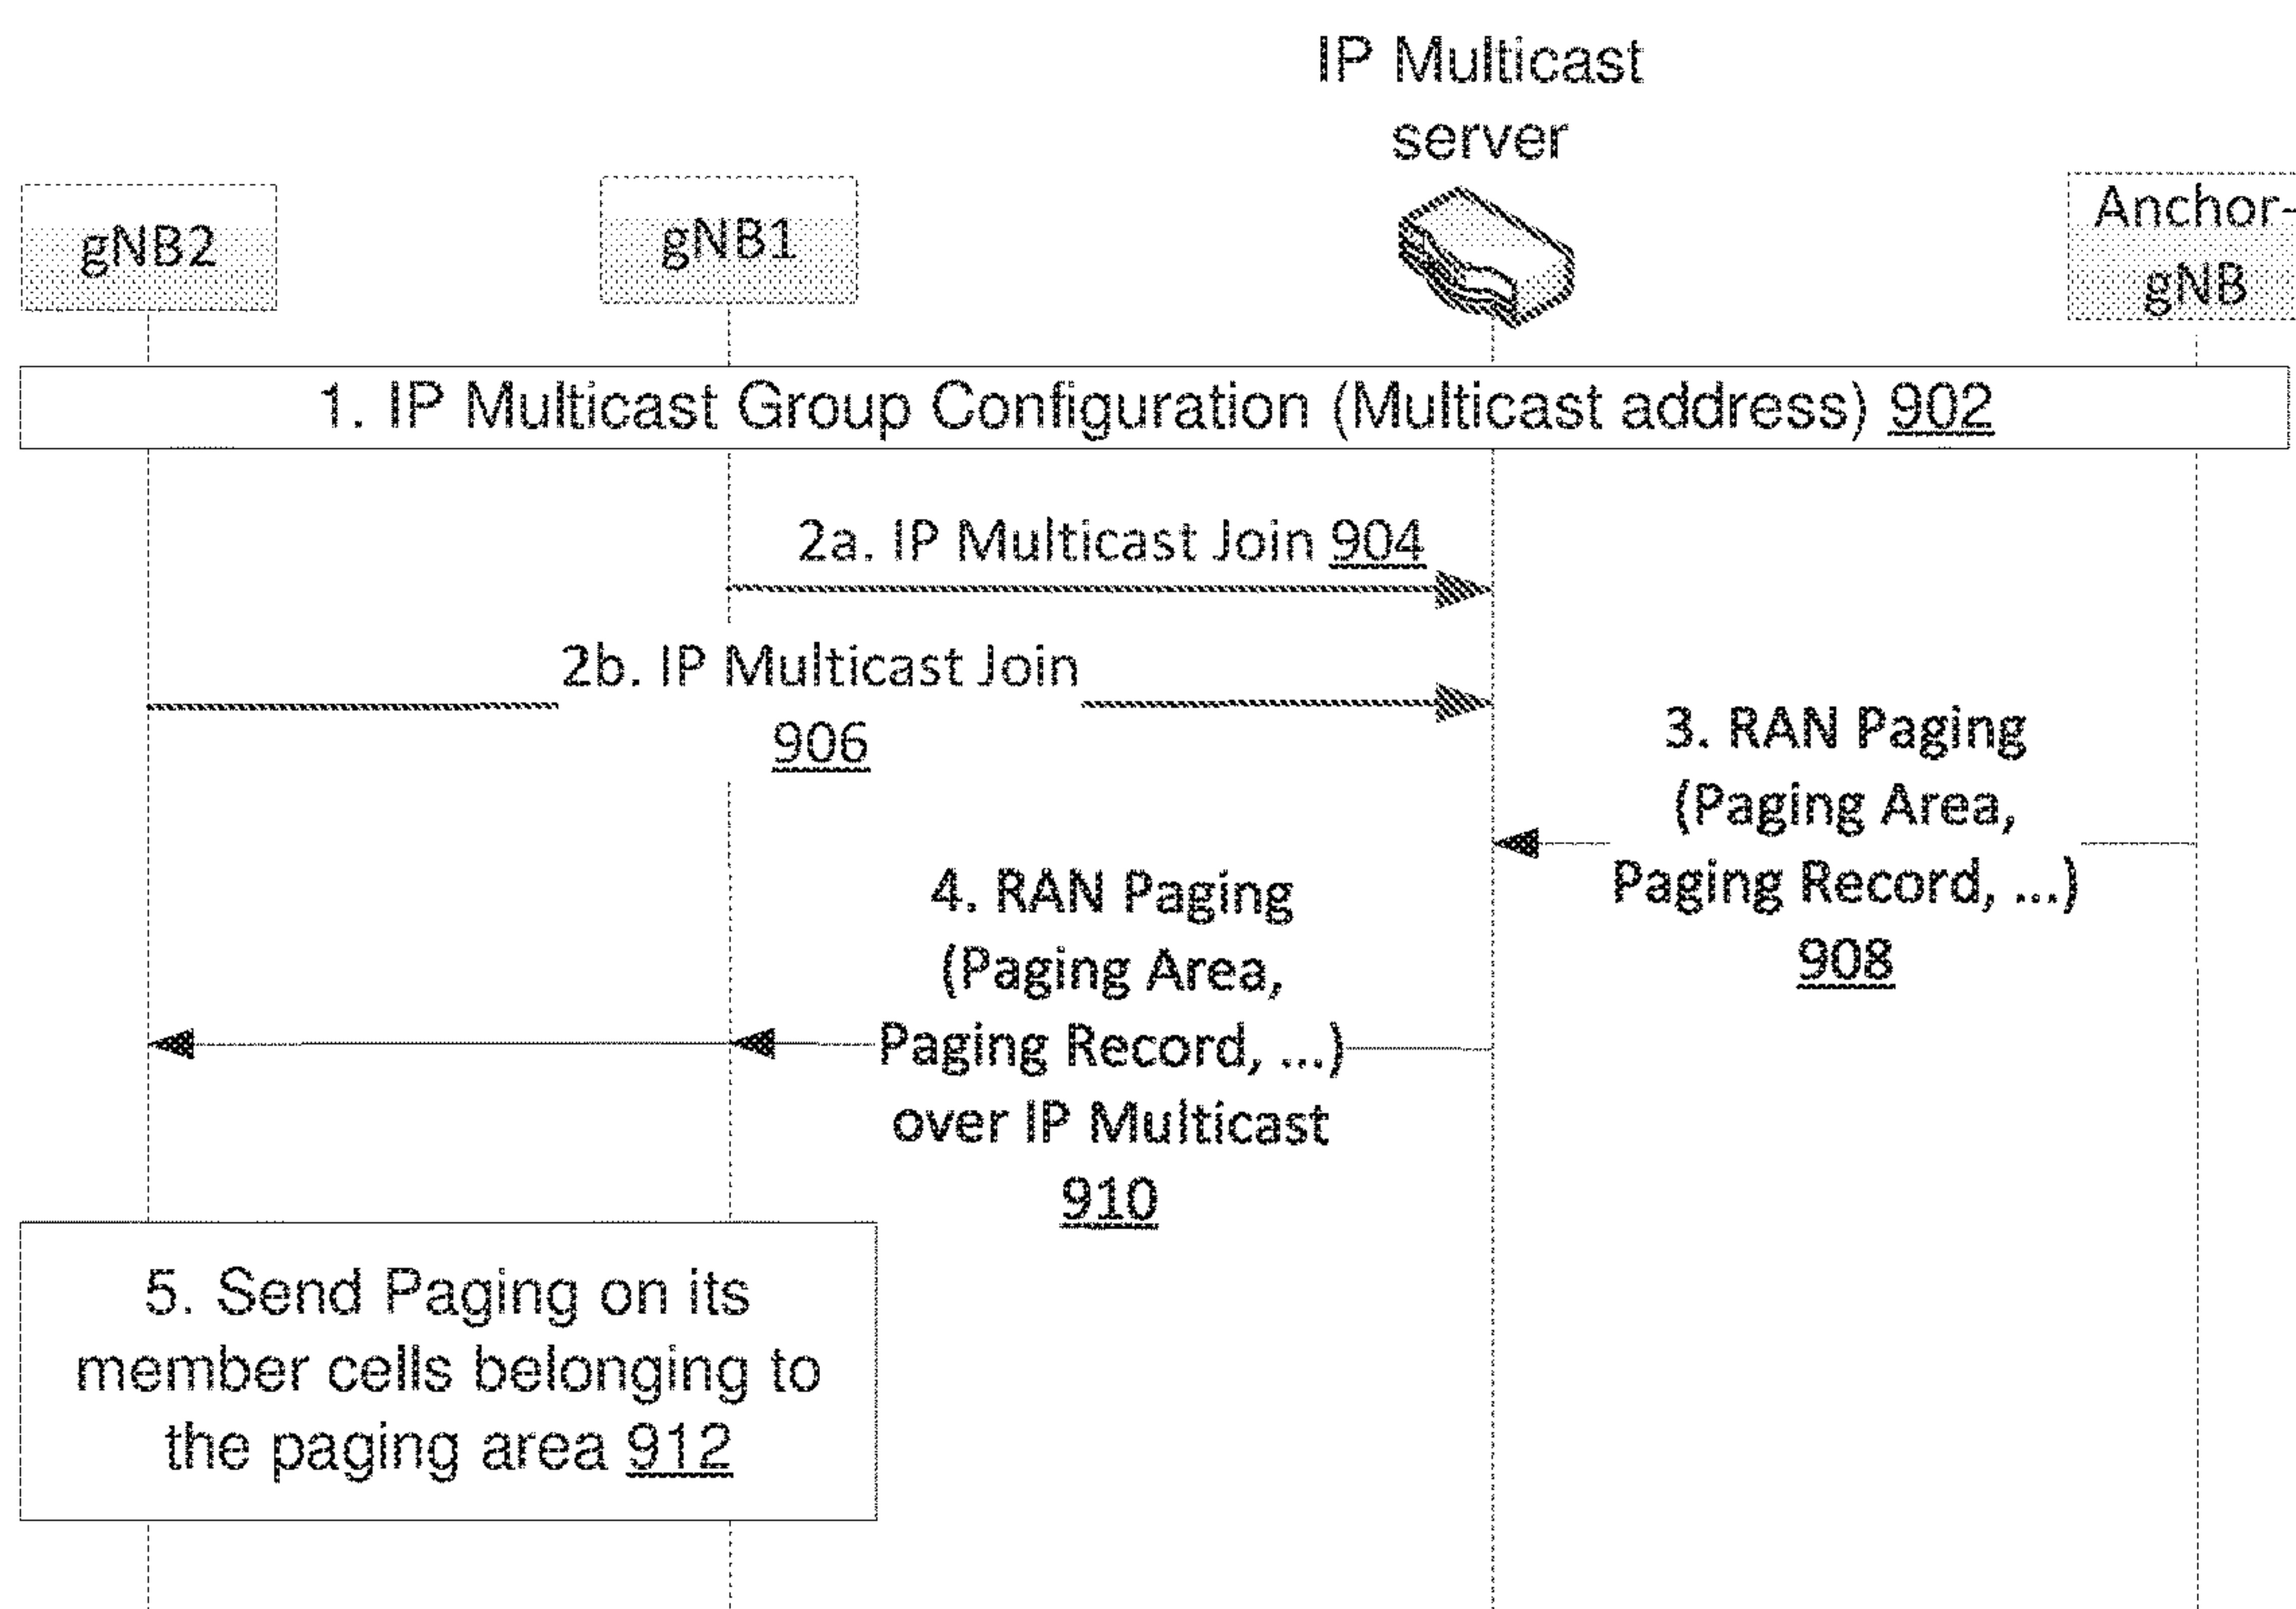 IP Multicast
server
gNB2
gNB1
Anchor-
gNB
1. IP Multicast Group Configuration (Multicast address) 902
2a. IP Multicast Join 904
2b. IP Multicast Join
906
3. RAN Paging
(Paging Area,
Paging Record, ...)
908
4. RAN Paging
(Paging Area,
Paging Record, ...)
over IP Multicast
910
5. Send Paging on its
member cells belonging to
the paging area 912